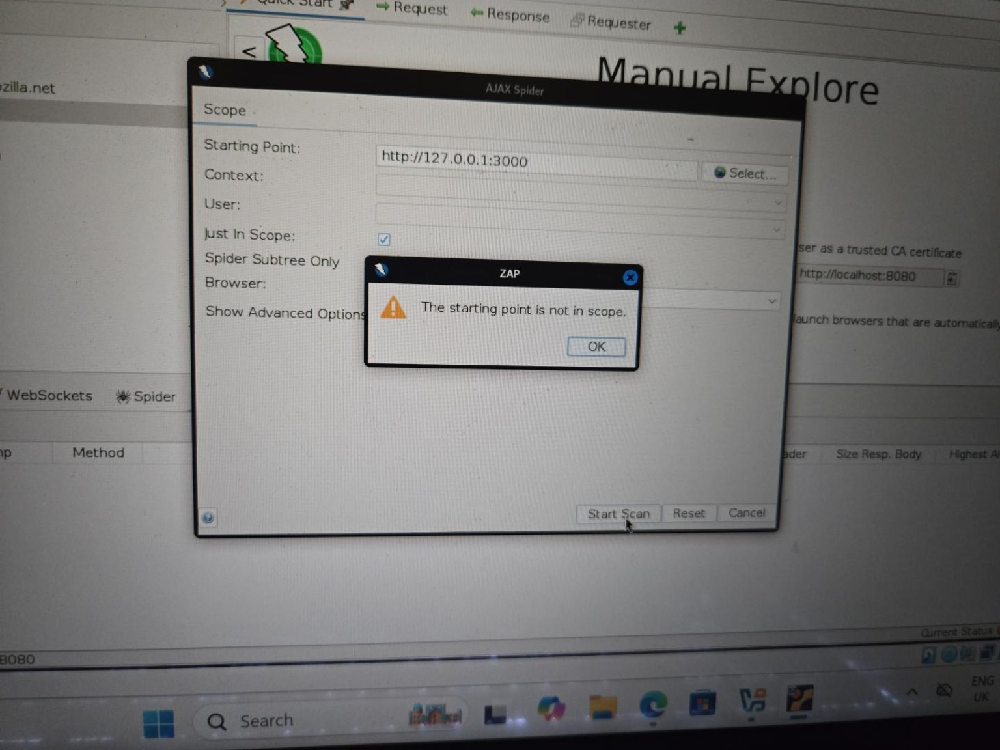 Quick Start
Request
Response
Requester
<
Manual Explore
zilla.net
AJAX Spider
Scope
Starting Point:
http://127.0.0.1:3000
Select...
Context:
User:
Just In Scope:
Spider Subtree Only
Browser:
Show Advanced Options
ZAP
The starting point is not in scope.
OK
ser as a trusted CA certificate
http://localhost:8080
launch browsers that are automatically
WebSockets
Spider
Method
ader
Size Resp. Body
Highest Al
Start Scan
Reset
Cancel
Current Status
8080
Search
ENG
UK